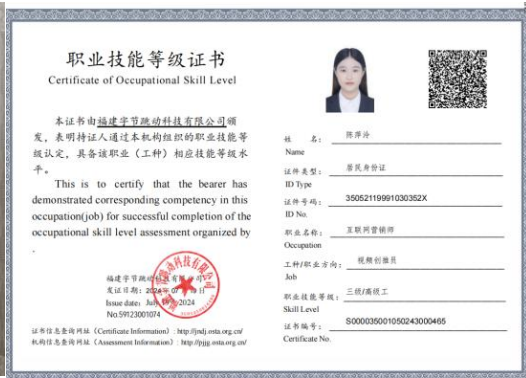 职业技能等级证书
Certificate of Occupational Skill Level
本证书由福建字节跳动科技有限公司颁
发，表明持证人通过本机构组织的职业技能等
级认定，具备该职业（工种）相应技能等级水
平。
This is to certify that the bearer has
demonstrated corresponding competency in this
occupation(job) for successful completion of the
occupational skill level assessment organized by
.
福建字节跳动科技有限公司
发证日期：2024年07月 日
Issue date: July 2024
No.59123001074
证书信息查询网址（Certificate Information）: http://jndj.osta.org.cn/
机构信息查询网址（Assessment Information）: http://pjjg.osta.org.cn/
姓 名： 陈萍玲
Name
证件类型： 居民身份证
ID Type
证件号码： 35052119991030352X
ID No.
职业名称： 互联网营销师
Occupation
工种/职业方向： 视频创推员
Job
职业技能等级： 三级/高级工
Skill Level
证书编号： S000035001050243000465
Certificate No.